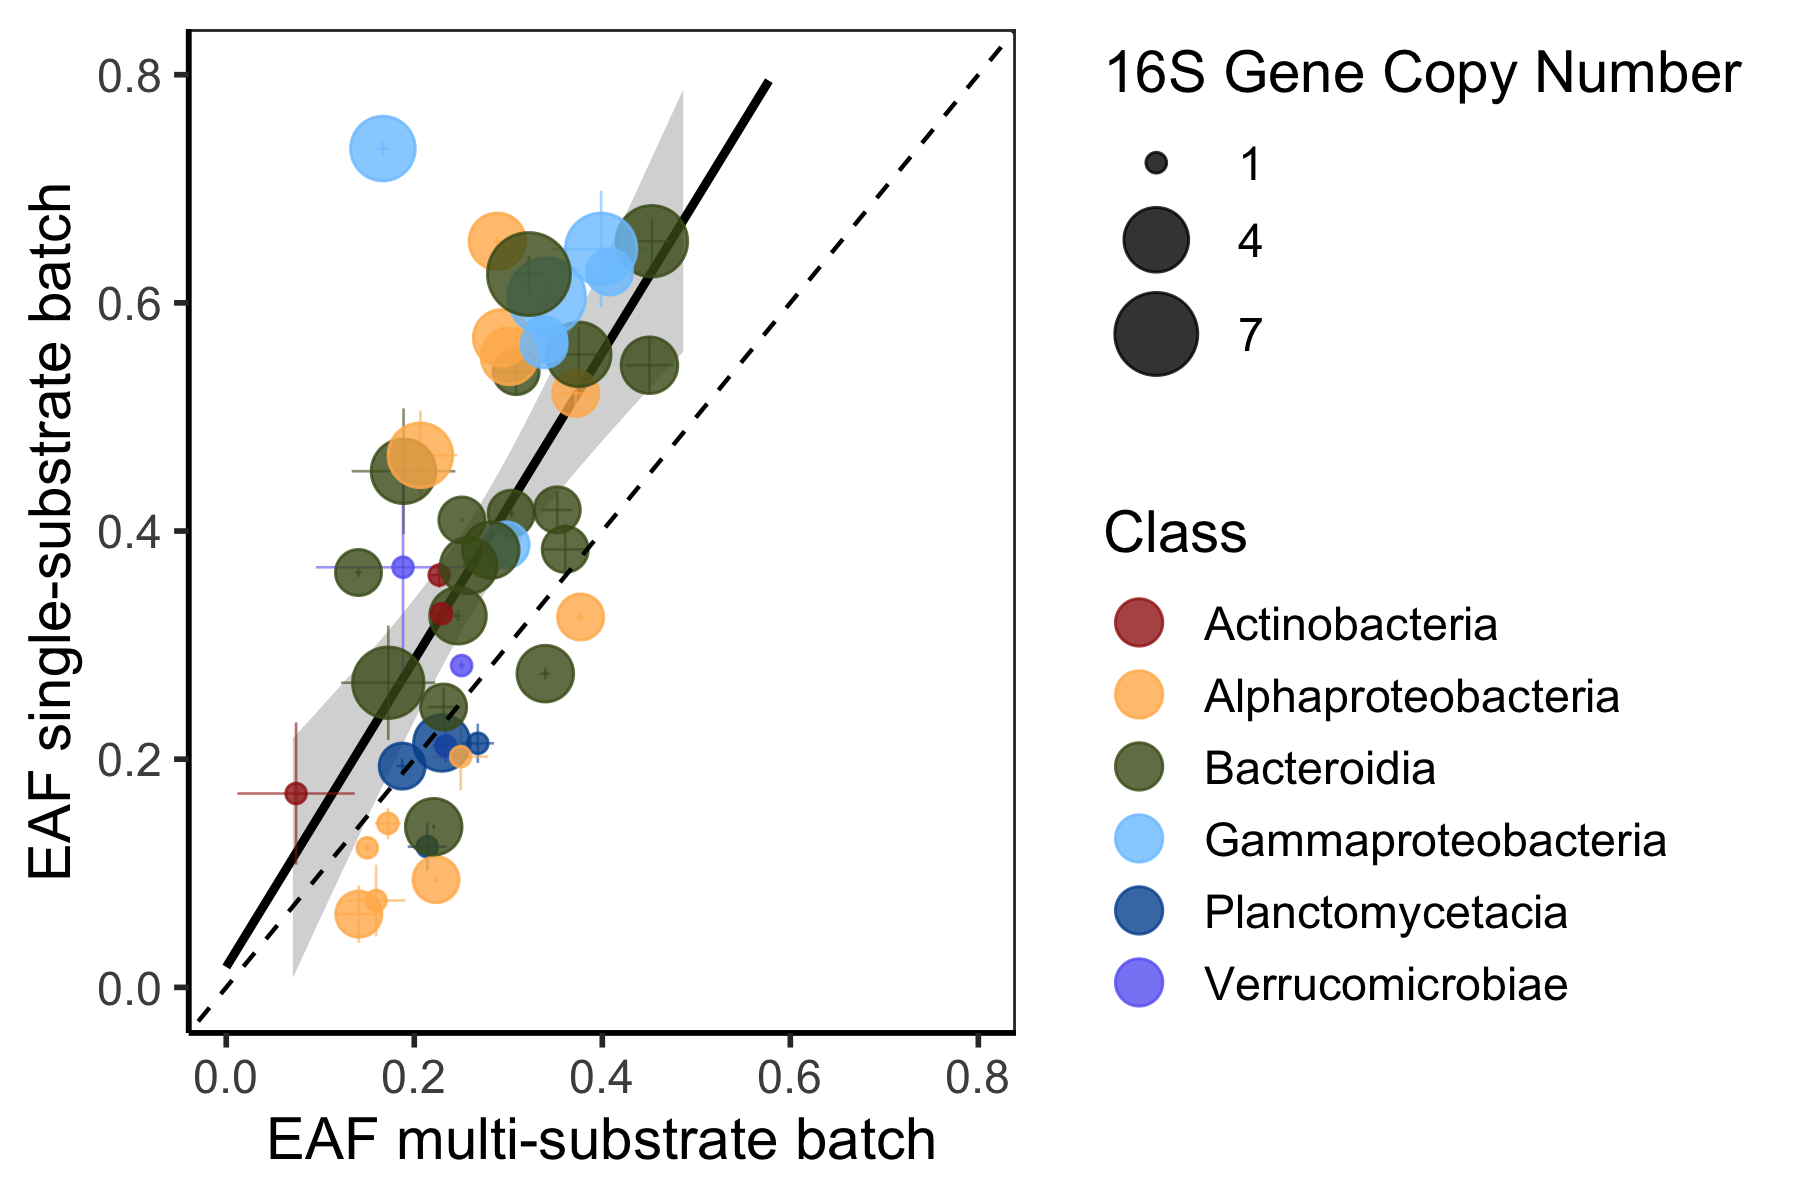 0.8
0.6
0.4
0.2
0.0
EAF single-substrate batch
0.0 0.2 0.4 0.6 0.8
EAF multi-substrate batch
16S Gene Copy Number
1
4
7
Class
Actinobacteria
Alphaproteobacteria
Bacteroidia
Gammaproteobacteria
Planctomycetacia
Verrucomicrobiae